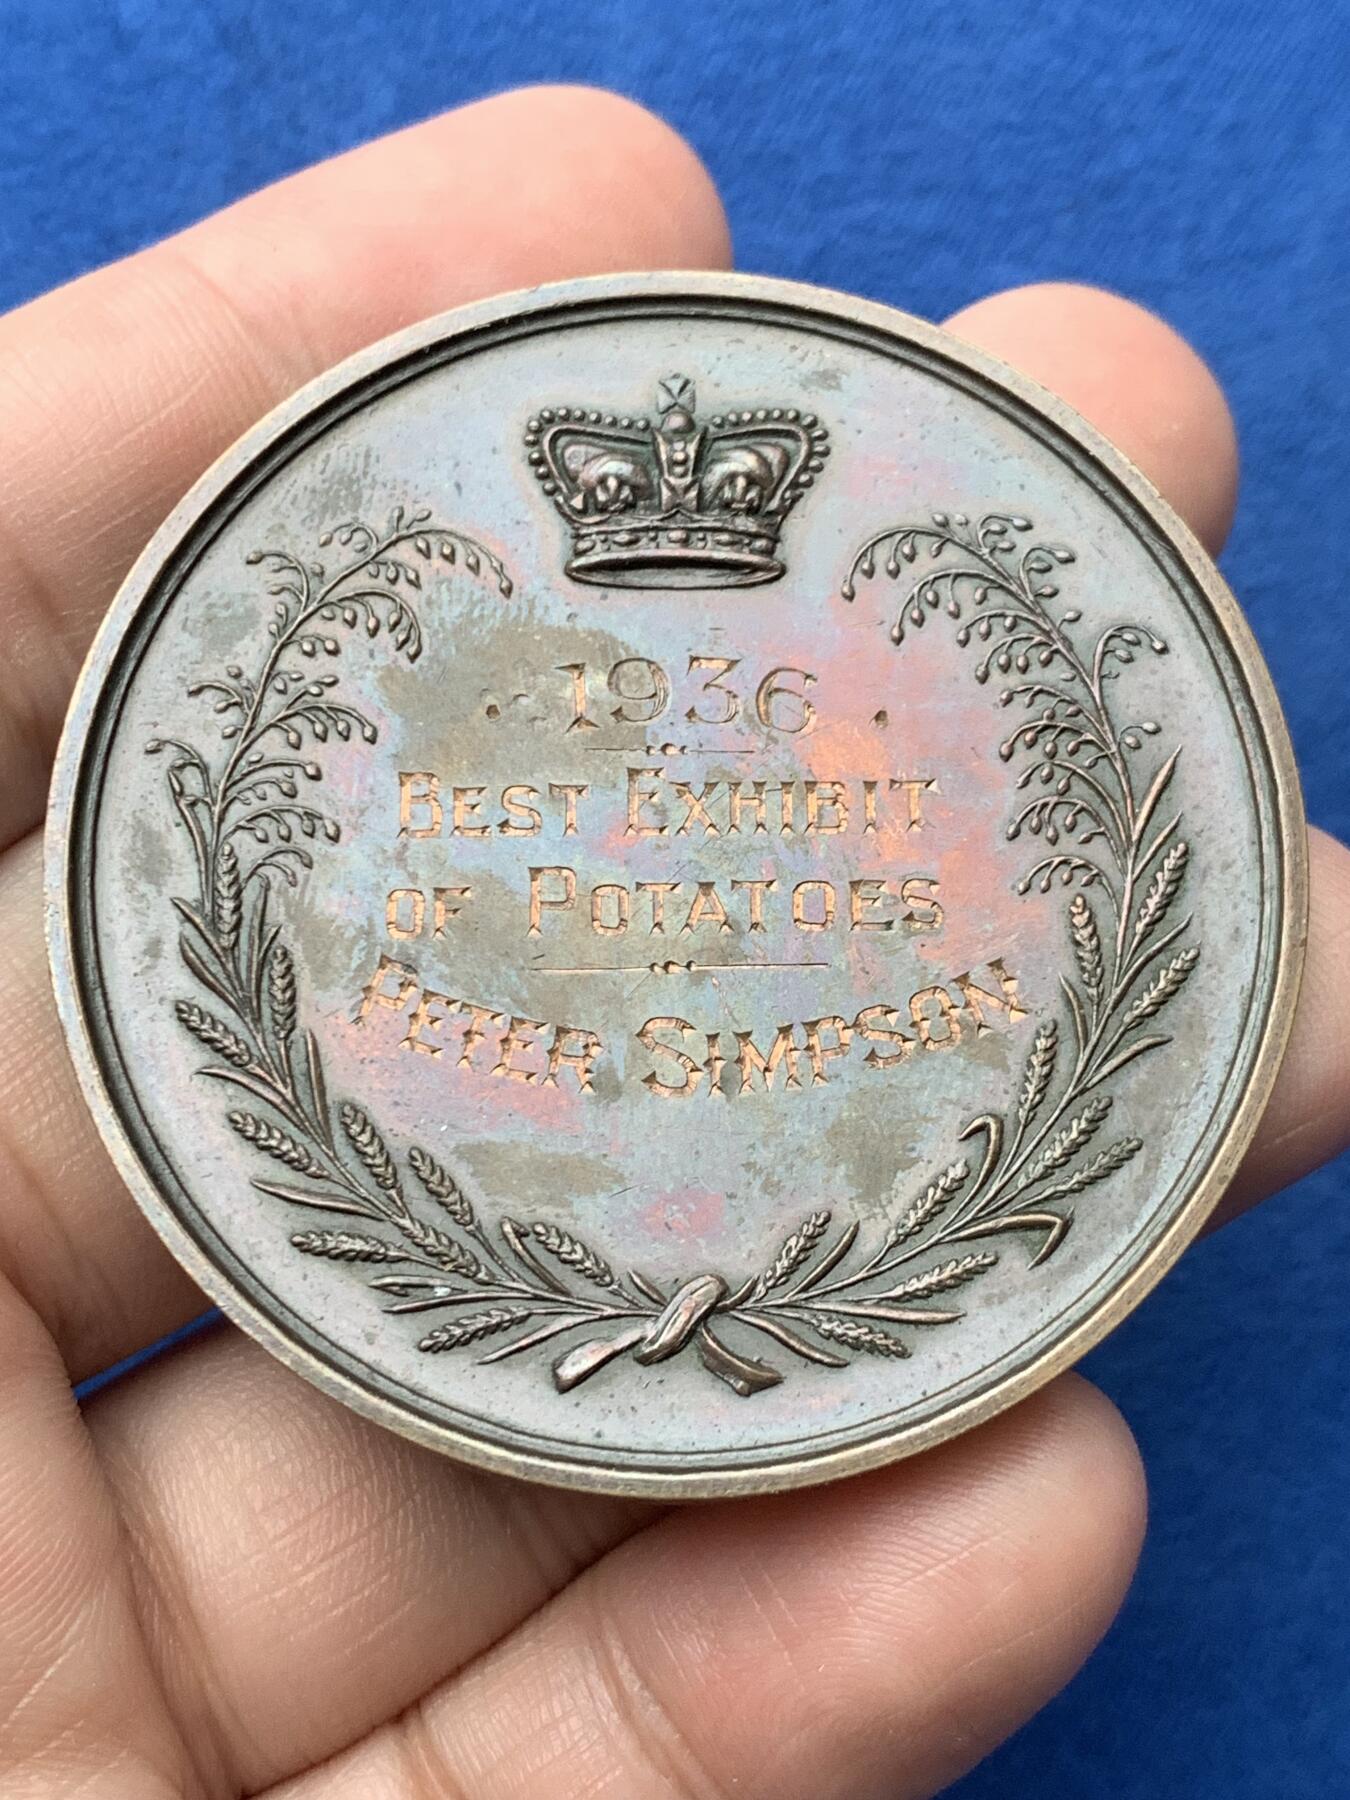 . 1936 .
BEST EXHIBIT
OF POTATOES
PETER SIMPSON